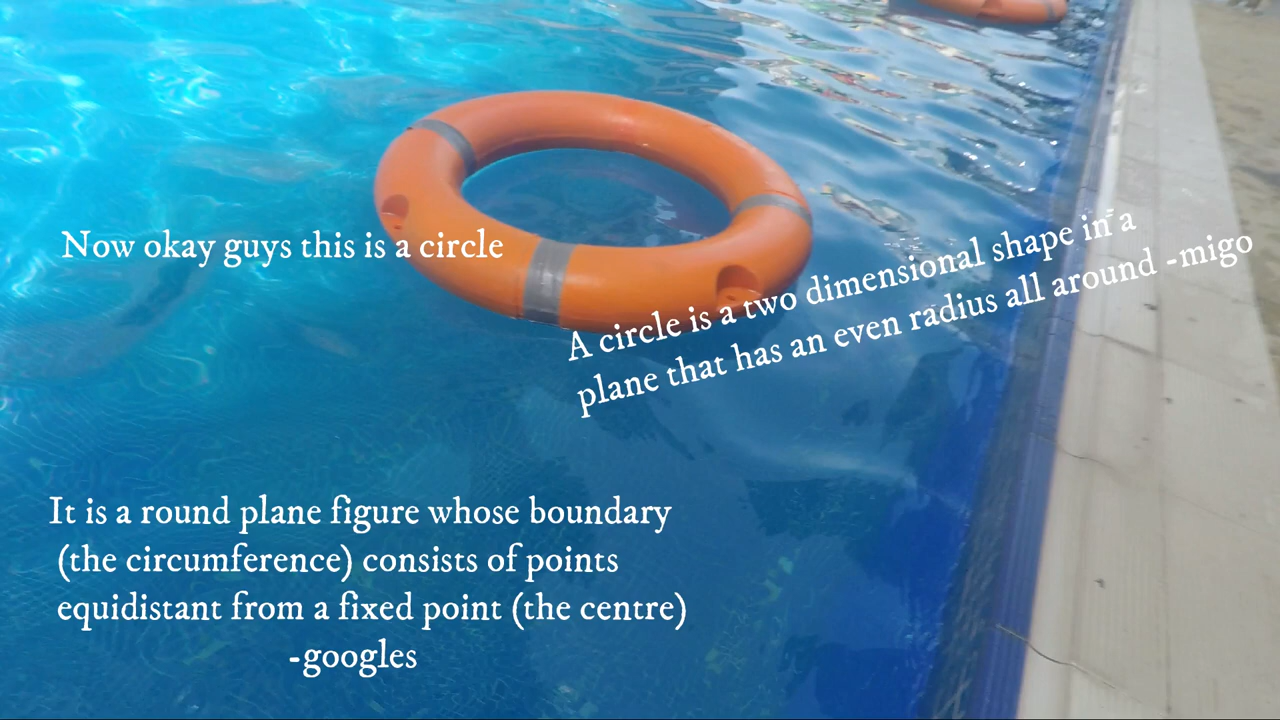 Now okay guys this is a circle
A circle is a two dimensional shape in a
plane that has an even radius all around -migo
It is a round plane figure whose boundary
(the circumference) consists of points
equidistant from a fixed point (the centre)
-googles